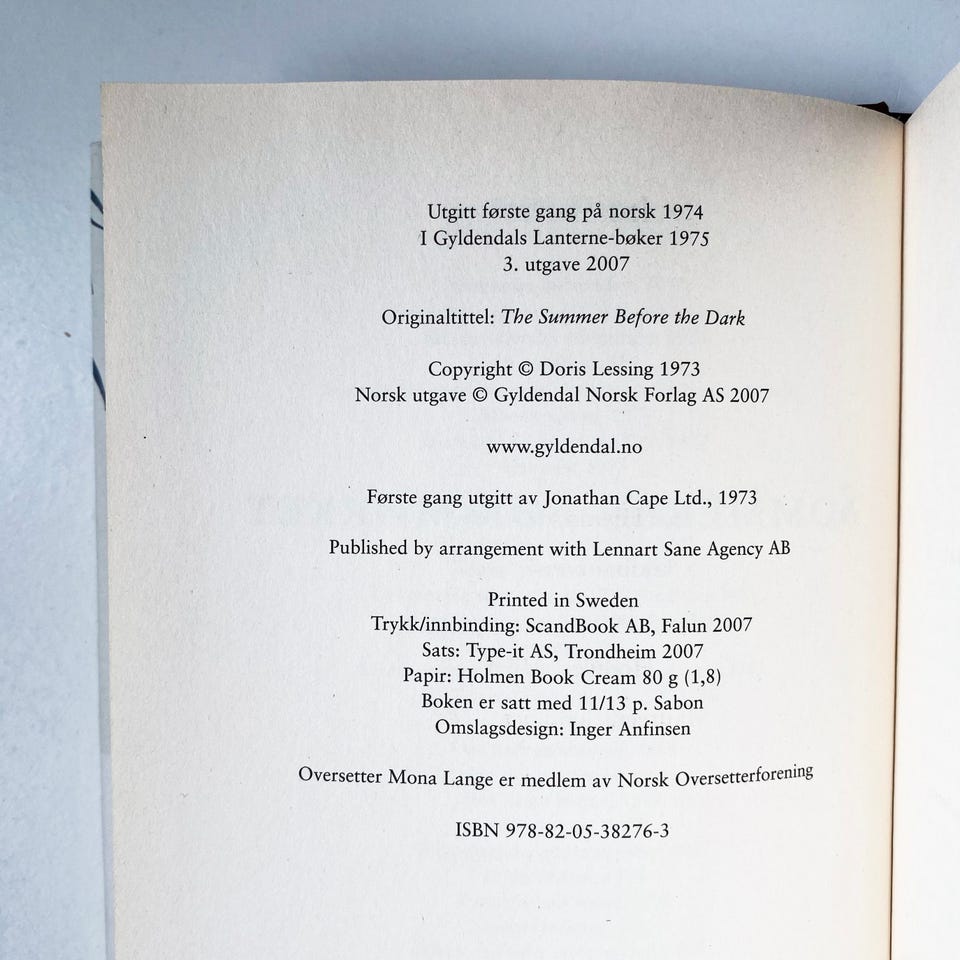 Utgitt første gang på norsk 1974
I Gyldendals Lanterne-bøker 1975
3. utgave 2007
Originaltittel: The Summer Before the Dark
Copyright © Doris Lessing 1973
Norsk utgave © Gyldendal Norsk Forlag AS 2007
www.gyldendal.no
Første gang utgitt av Jonathan Cape Ltd., 1973
Published by arrangement with Lennart Sane Agency AB
Printed in Sweden
Trykk/innbinding: ScandBook AB, Falun 2007
Sats: Type-it AS, Trondheim 2007
Papir: Holmen Book Cream 80 g (1,8)
Boken er satt med 11/13 p. Sabon
Omslagsdesign: Inger Anfinsen
Oversetter Mona Lange er medlem av Norsk Oversetterforening
ISBN 978-82-05-38276-3